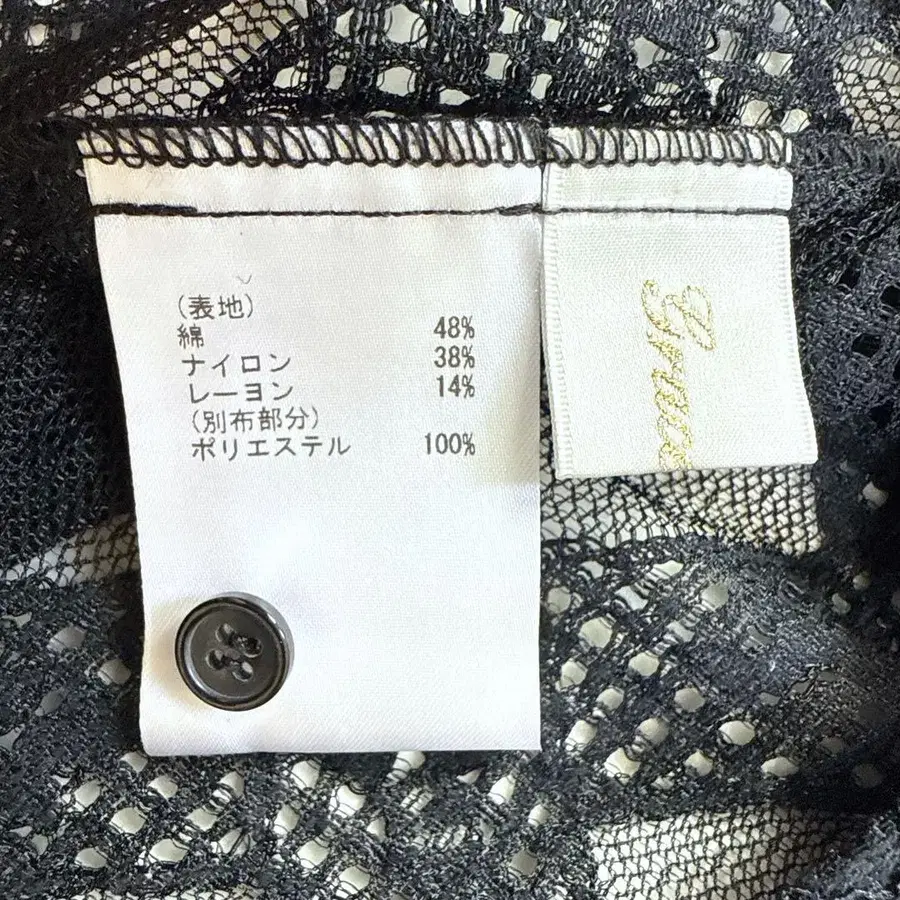 (表地)
綿 48%
ナイロン 38%
レーヨン 14%
(別布部分)
ポリエステル 100%